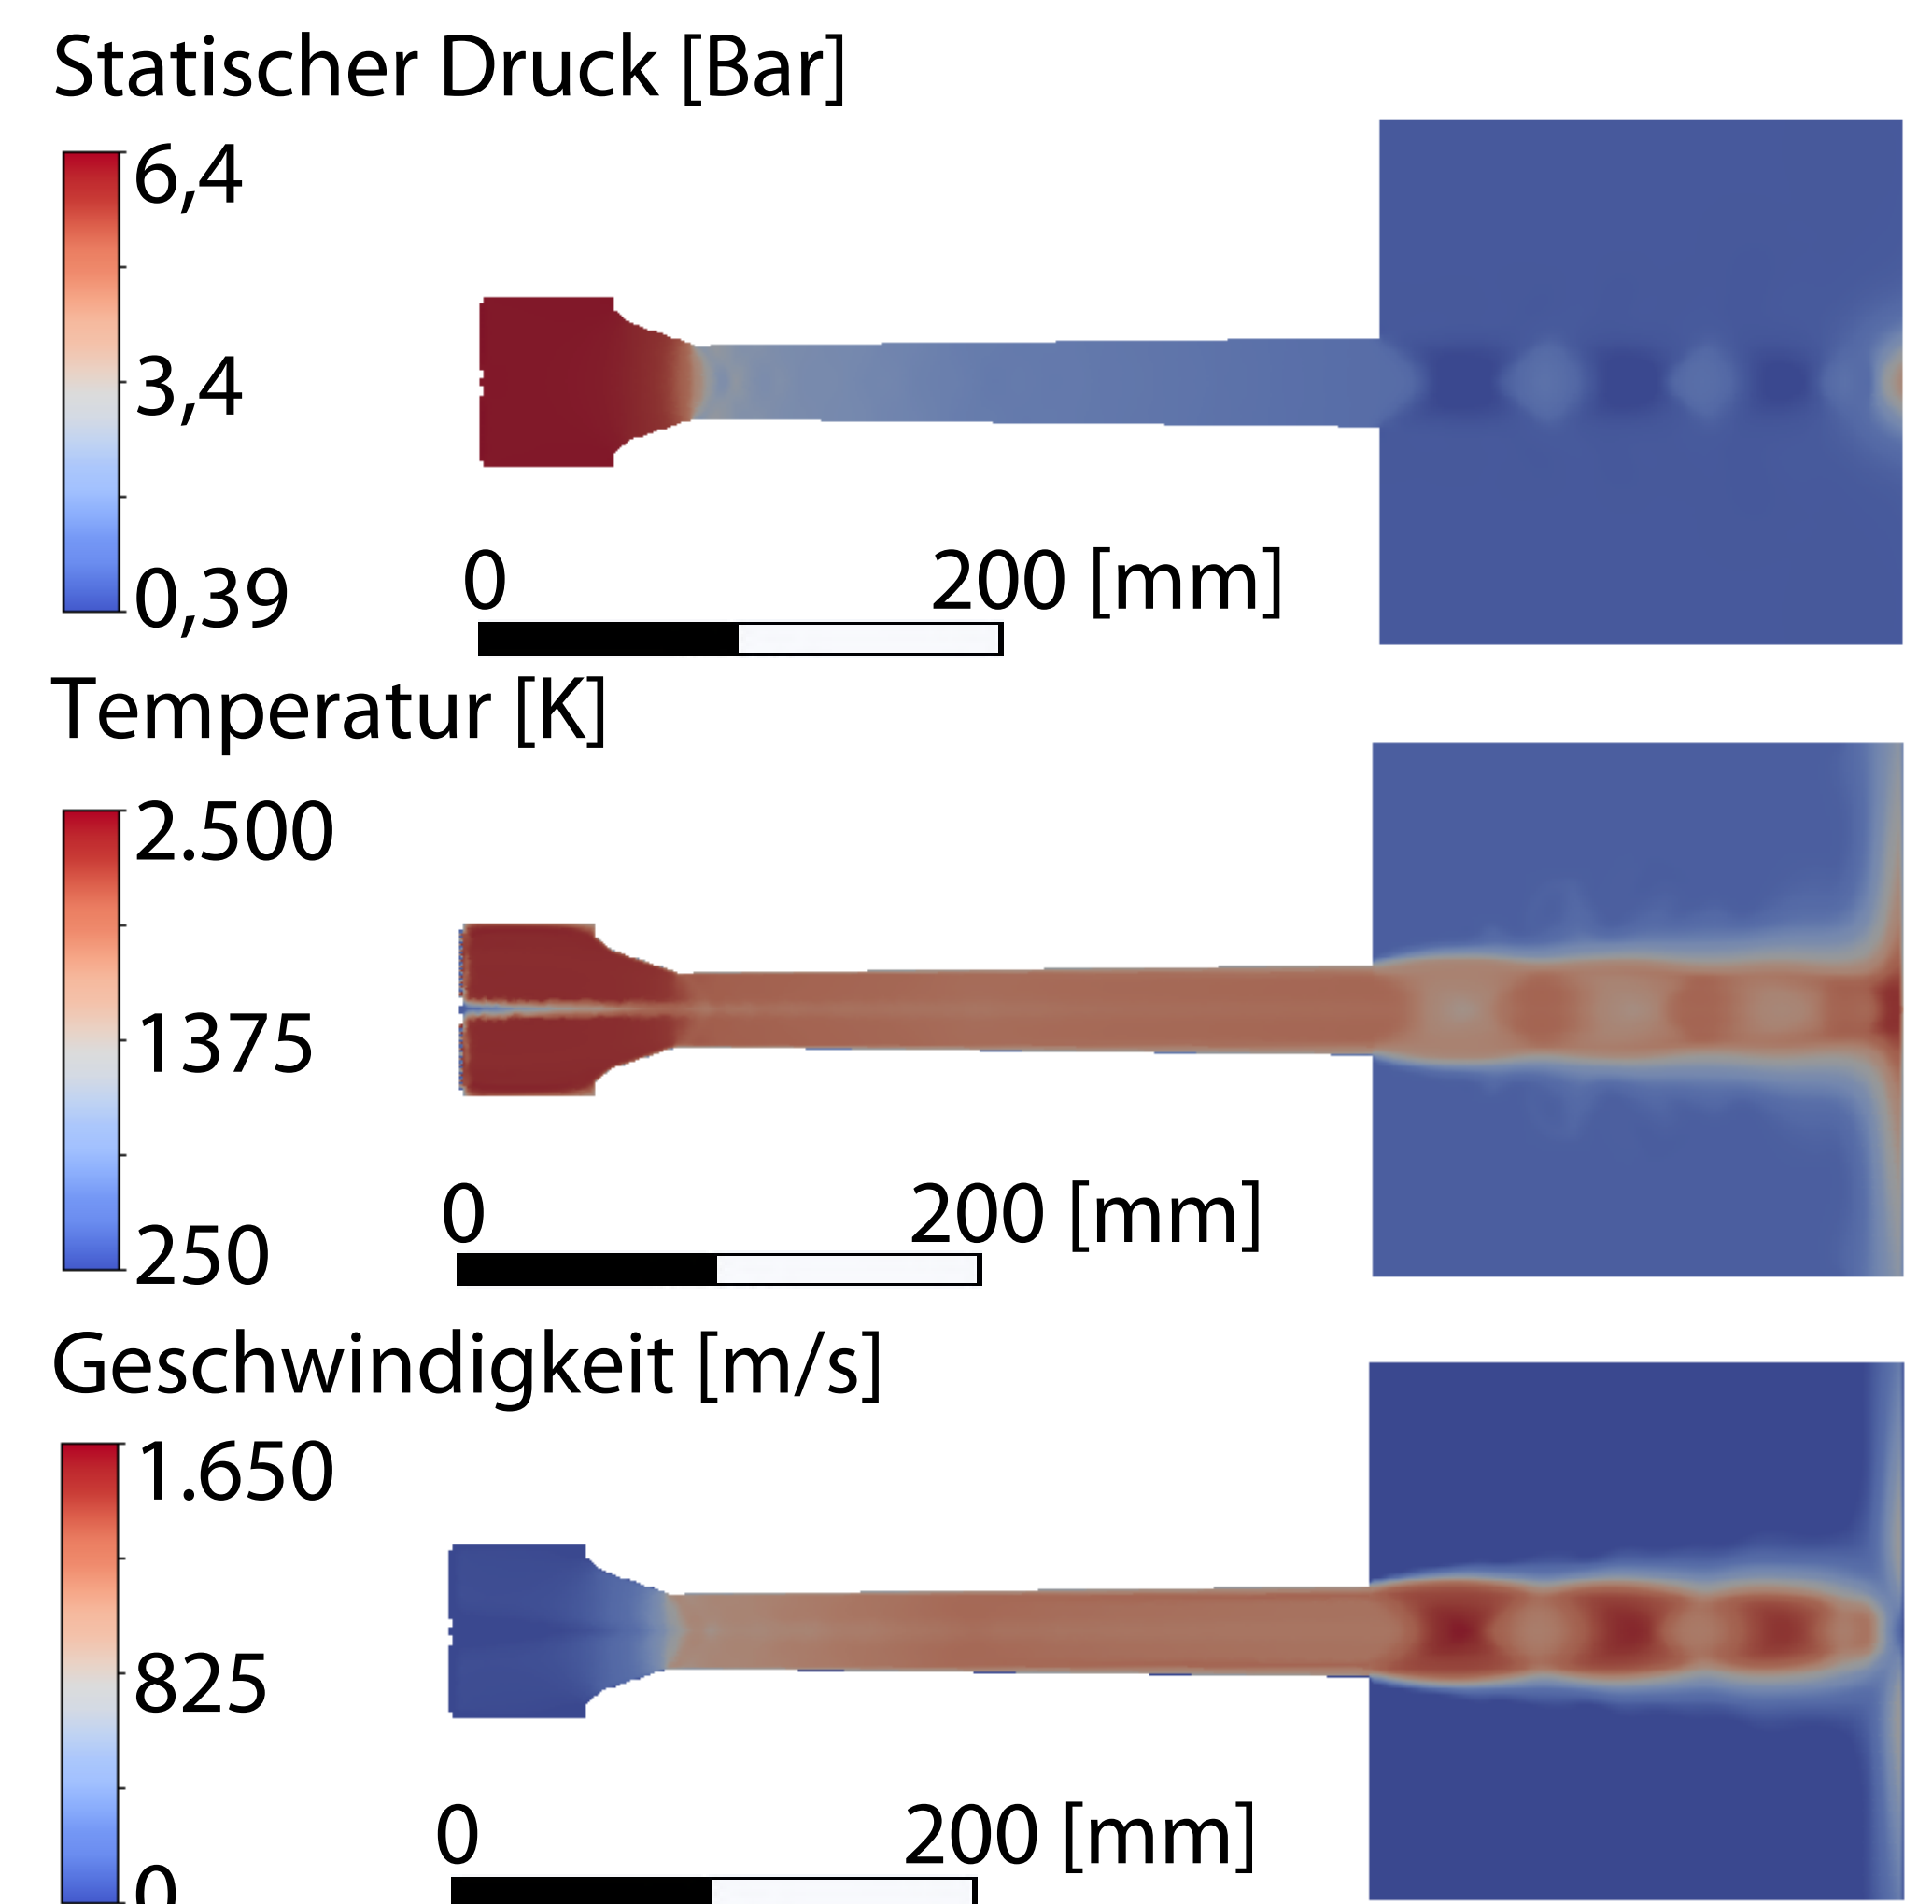 Statischer Druck [Bar]
6,4
3,4
0,39
0 200 [mm]
Temperatur [K]
2.500
1375
250
0 200 [mm]
Geschwindigkeit [m/s]
1.650
825
0
0 200 [mm]